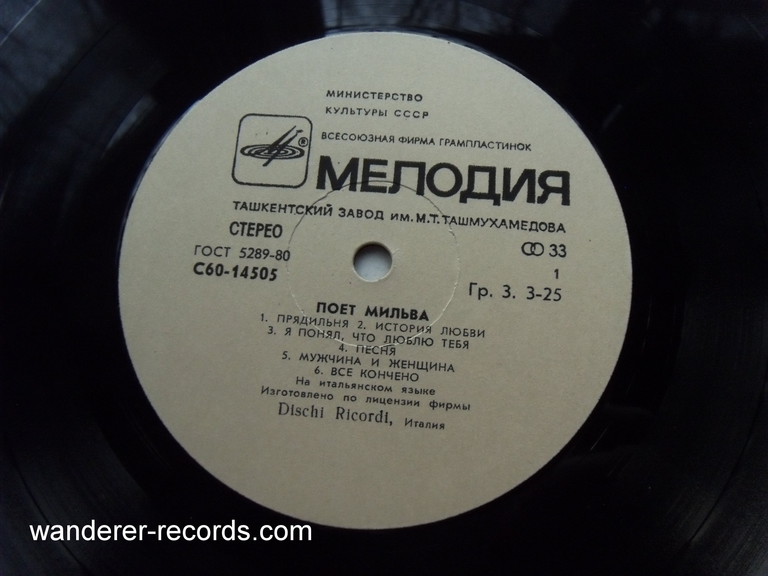 МИНИСТЕРСТВО
КУЛЬТУРЫ СССР
ВСЕСОЮЗНАЯ ФИРМА ГРАМПЛАСТИНОК
®
МЕЛОДИЯ
ТАШКЕНТСКИЙ ЗАВОД ИМ. М.Т. ТАШМУХАМЕДОВА
СТЕРЕО
33
ГОСТ 5289-80
1
С60-14505
Гр. 3. 3-25
ПОЕТ МИЛЬВА
1. ПРЯДИЛЬНЯ 2. ИСТОРИЯ ЛЮБВИ
3. Я ПОНЯЛ, ЧТО ЛЮБЛЮ ТЕБЯ
4. ПЕСНЯ
5. МУЖЧИНА И ЖЕНЩИНА
6. ВСЕ КОНЧЕНО
На итальянском языке
Изготовлено по лицензии фирмы
Dischi Ricordi, Италия
wanderer-records.com